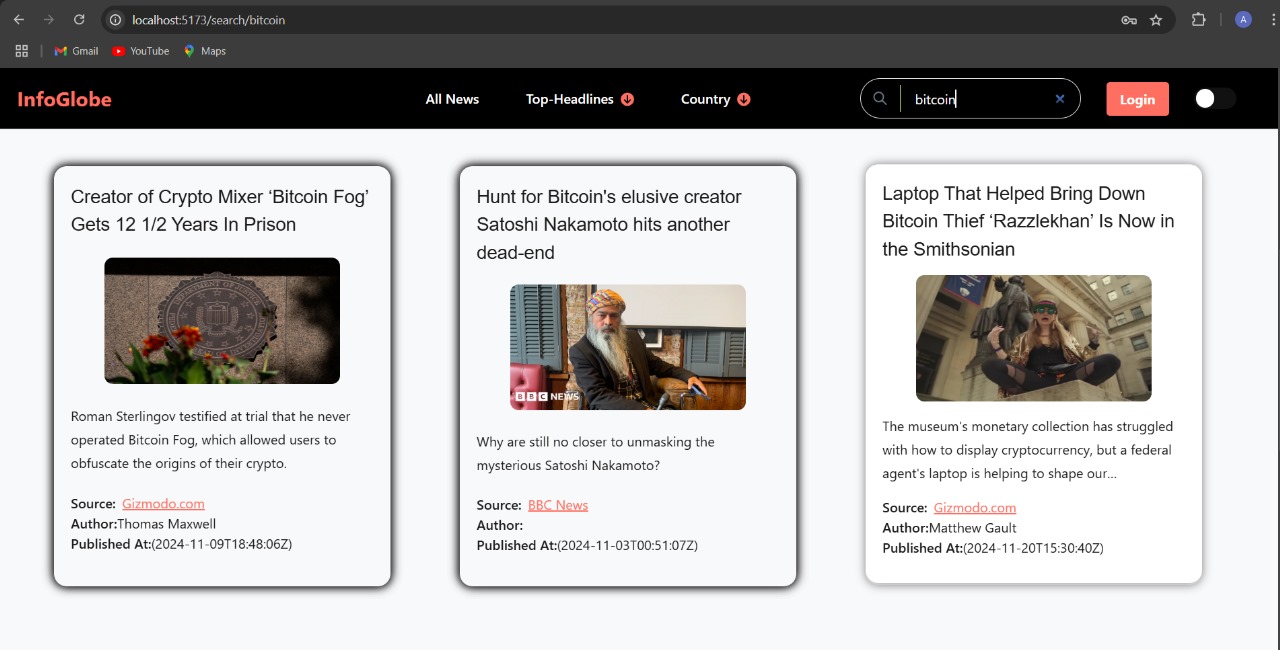 localhost:5173/search/bitcoin
A
Gmail YouTube Maps
InfoGlobe All News Top-Headlines Country bitcoin Login
Creator of Crypto Mixer ‘Bitcoin Fog’
Gets 12 1/2 Years In Prison
Roman Sterlingov testified at trial that he never
operated Bitcoin Fog, which allowed users to
obfuscate the origins of their crypto.
Source: Gizmodo.com
Author:Thomas Maxwell
Published At:(2024-11-09T18:48:06Z)
Hunt for Bitcoin's elusive creator
Satoshi Nakamoto hits another
dead-end
BBC NEWS
Why are still no closer to unmasking the
mysterious Satoshi Nakamoto?
Source: BBC News
Author:
Published At:(2024-11-03T00:51:07Z)
Laptop That Helped Bring Down
Bitcoin Thief ‘Razzlekhan’ Is Now in
the Smithsonian
The museum's monetary collection has struggled
with how to display cryptocurrency, but a federal
agent's laptop is helping to shape our...
Source: Gizmodo.com
Author:Matthew Gault
Published At:(2024-11-20T15:30:40Z)